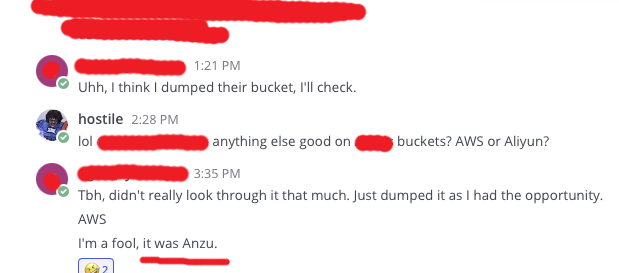 1:21 PM
Uhh, I think I dumped their bucket, I'll check.
hostile 2:28 PM
lol anything else good on buckets? AWS or Aliyun?
3:35 PM
Tbh, didn't really look through it that much. Just dumped it as I had the opportunity.
AWS
I'm a fool, it was Anzu.
2